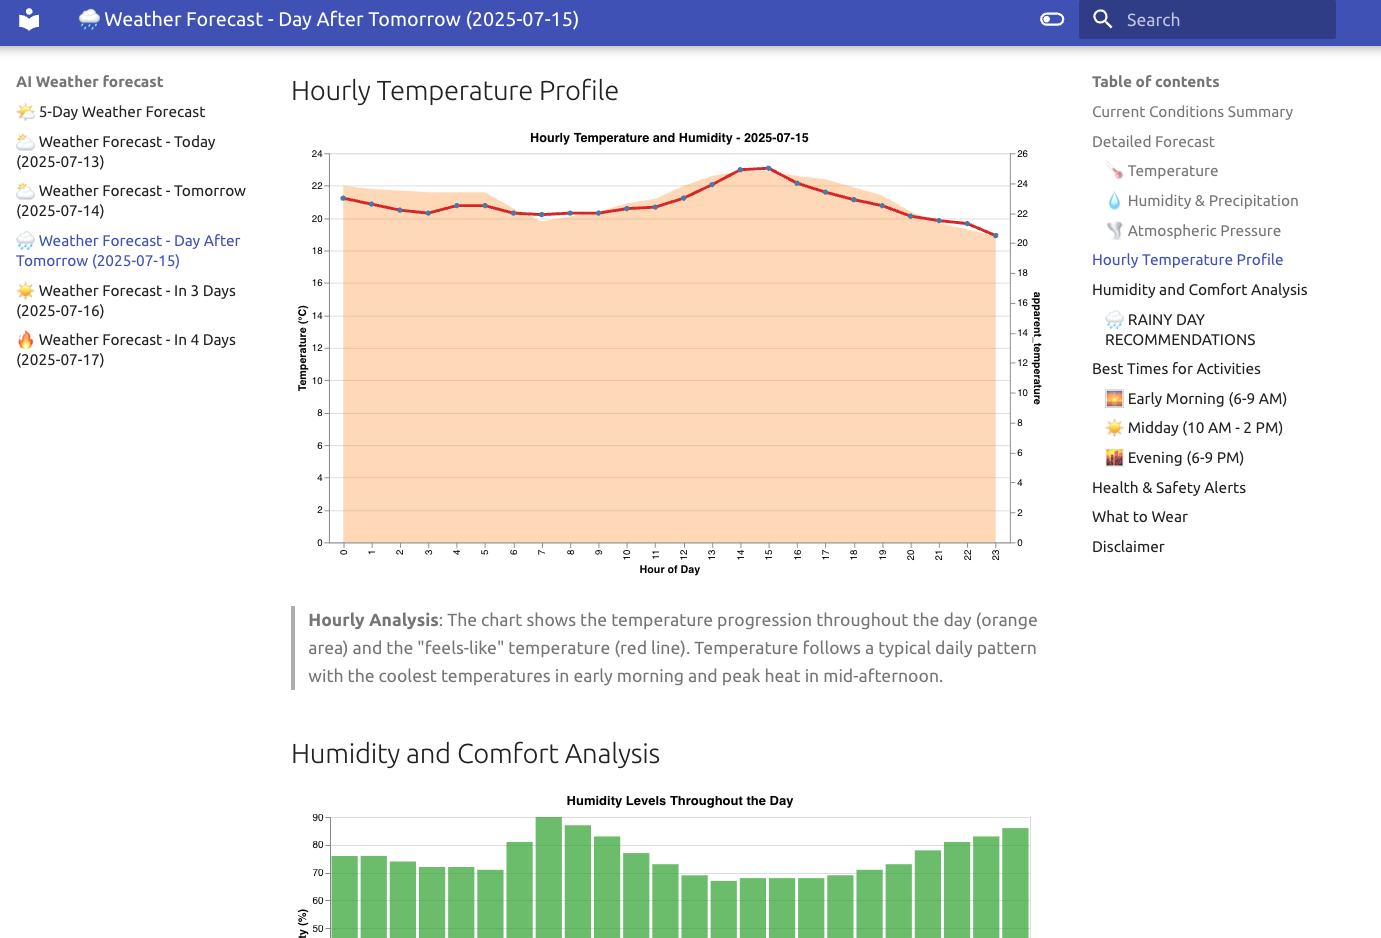 🌧️ Weather Forecast - Day After Tomorrow (2025-07-15)
Search
AI Weather forecast
🌤️ 5-Day Weather Forecast
🌥️ Weather Forecast - Today
(2025-07-13)
🌥️ Weather Forecast - Tomorrow
(2025-07-14)
🌧️ Weather Forecast - Day After
Tomorrow (2025-07-15)
☀️ Weather Forecast - In 3 Days
(2025-07-16)
🔥 Weather Forecast - In 4 Days
(2025-07-17)
Hourly Temperature Profile
Hourly Temperature and Humidity - 2025-07-15
24
22
20
18
16
14
12
10
8
6
4
2
0
Temperature (°C)
26
24
22
20
18
16
14
12
10
8
6
4
2
0
apparent_temperature
0 1 2 3 4 5 6 7 8 9 10 11 12 13 14 15 16 17 18 19 20 21 22 23
Hour of Day
Hourly Analysis: The chart shows the temperature progression throughout the day (orange
area) and the "feels-like" temperature (red line). Temperature follows a typical daily pattern
with the coolest temperatures in early morning and peak heat in mid-afternoon.
Humidity and Comfort Analysis
Humidity Levels Throughout the Day
90
80
70
60
50
ty (%)
Table of contents
Current Conditions Summary
Detailed Forecast
🌡️ Temperature
💧 Humidity & Precipitation
🌪️ Atmospheric Pressure
Hourly Temperature Profile
Humidity and Comfort Analysis
🌧️ RAINY DAY
RECOMMENDATIONS
Best Times for Activities
🌅 Early Morning (6-9 AM)
☀️ Midday (10 AM - 2 PM)
🌇 Evening (6-9 PM)
Health & Safety Alerts
What to Wear
Disclaimer